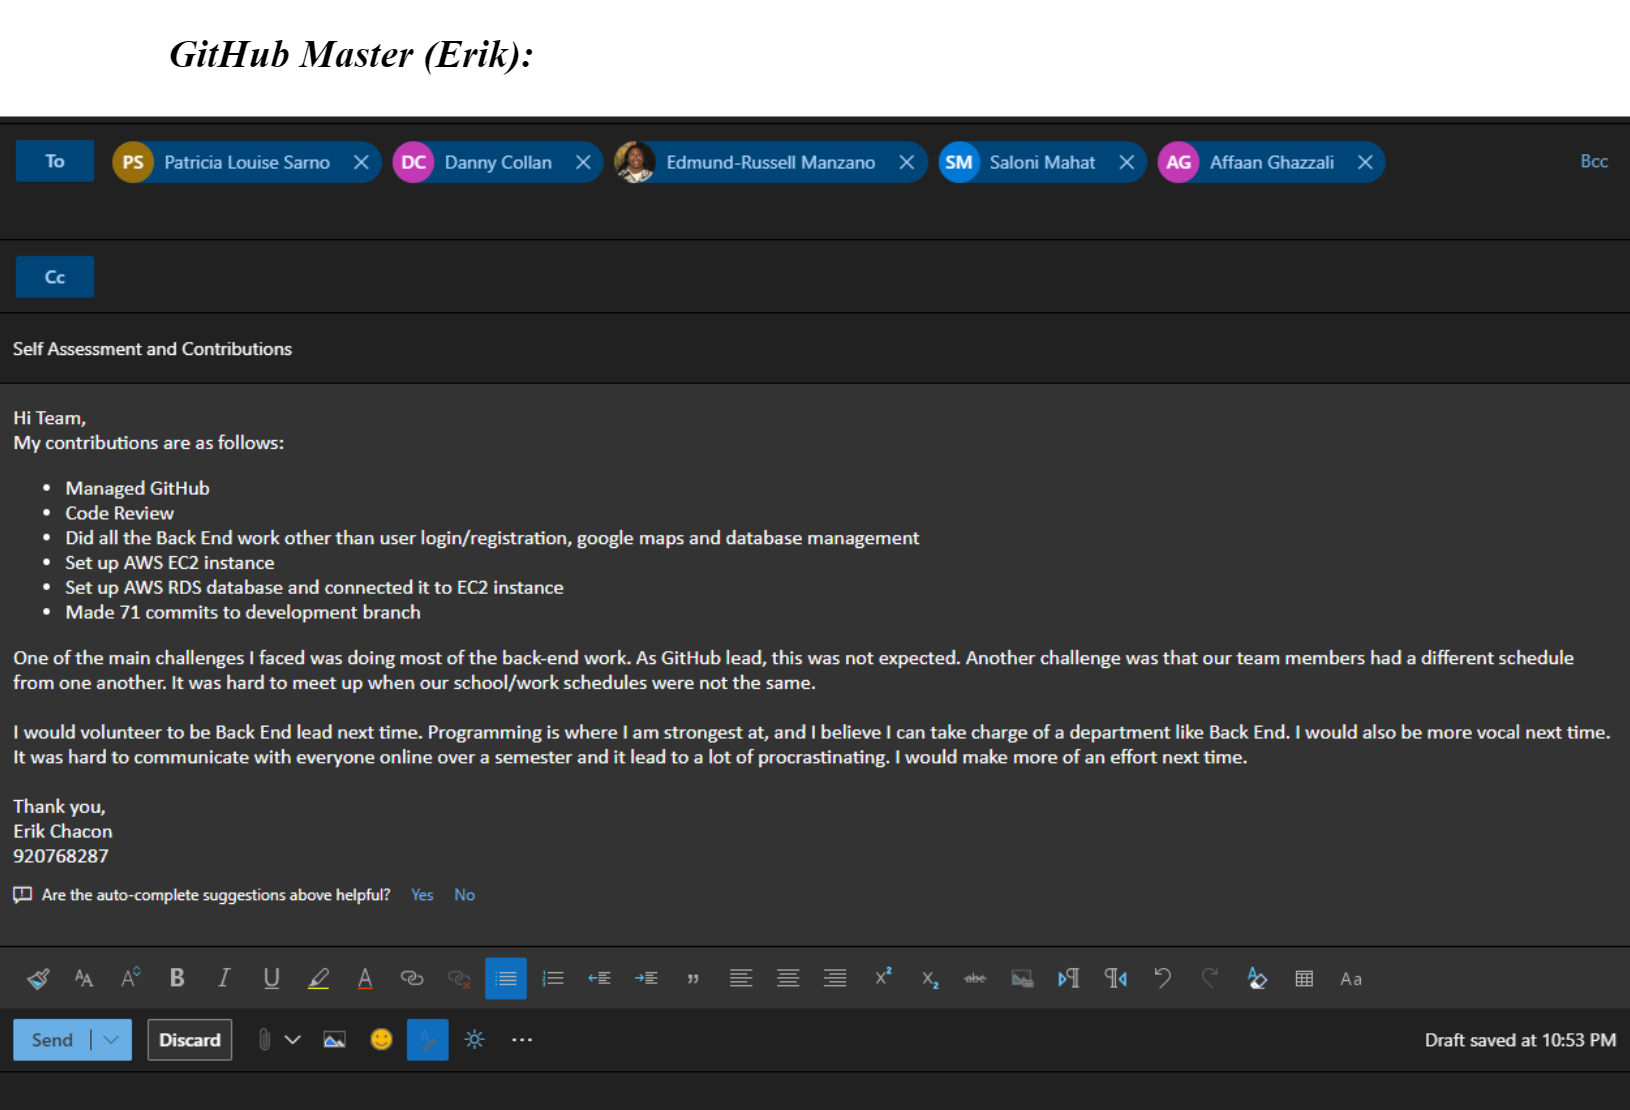 GitHub Master (Erik):
To PS Patricia Louise Sarno DC Danny Collan Edmund-Russell Manzano SM Saloni Mahat AG Affaan Ghazzali Bcc
Cc
Self Assessment and Contributions
Hi Team,
My contributions are as follows:
• Managed GitHub
• Code Review
• Did all the Back End work other than user login/registration, google maps and database management
• Set up AWS EC2 instance
• Set up AWS RDS database and connected it to EC2 instance
• Made 71 commits to development branch
One of the main challenges I faced was doing most of the back-end work. As GitHub lead, this was not expected. Another challenge was that our team members had a different schedule
from one another. It was hard to meet up when our school/work schedules were not the same.
I would volunteer to be Back End lead next time. Programming is where I am strongest at, and I believe I can take charge of a department like Back End. I would also be more vocal next time.
It was hard to communicate with everyone online over a semester and it lead to a lot of procrastinating. I would make more of an effort next time.
Thank you,
Erik Chacon
920768287
Are the auto-complete suggestions above helpful? Yes No
AA A B I U A x² X₂ abc Aa
Send Discard Draft saved at 10:53 PM